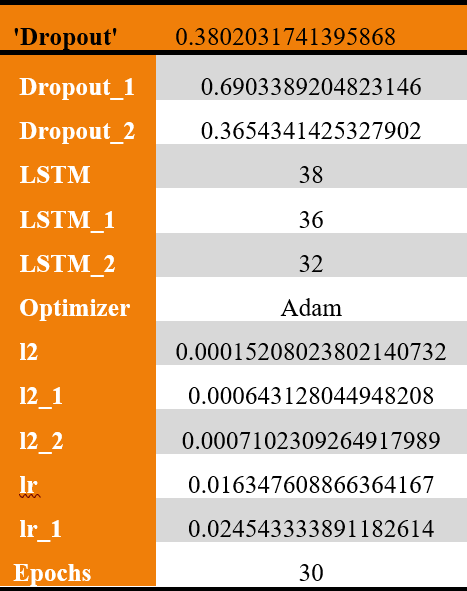 'Dropout' 0.3802031741395868
Dropout_1 0.6903389204823146
Dropout_2 0.3654341425327902
LSTM 38
LSTM_1 36
LSTM_2 32
Optimizer Adam
l2 0.00015208023802140732
l2_1 0.000643128044948208
l2_2 0.0007102309264917989
lr 0.016347608866364167
lr_1 0.024543333891182614
Epochs 30